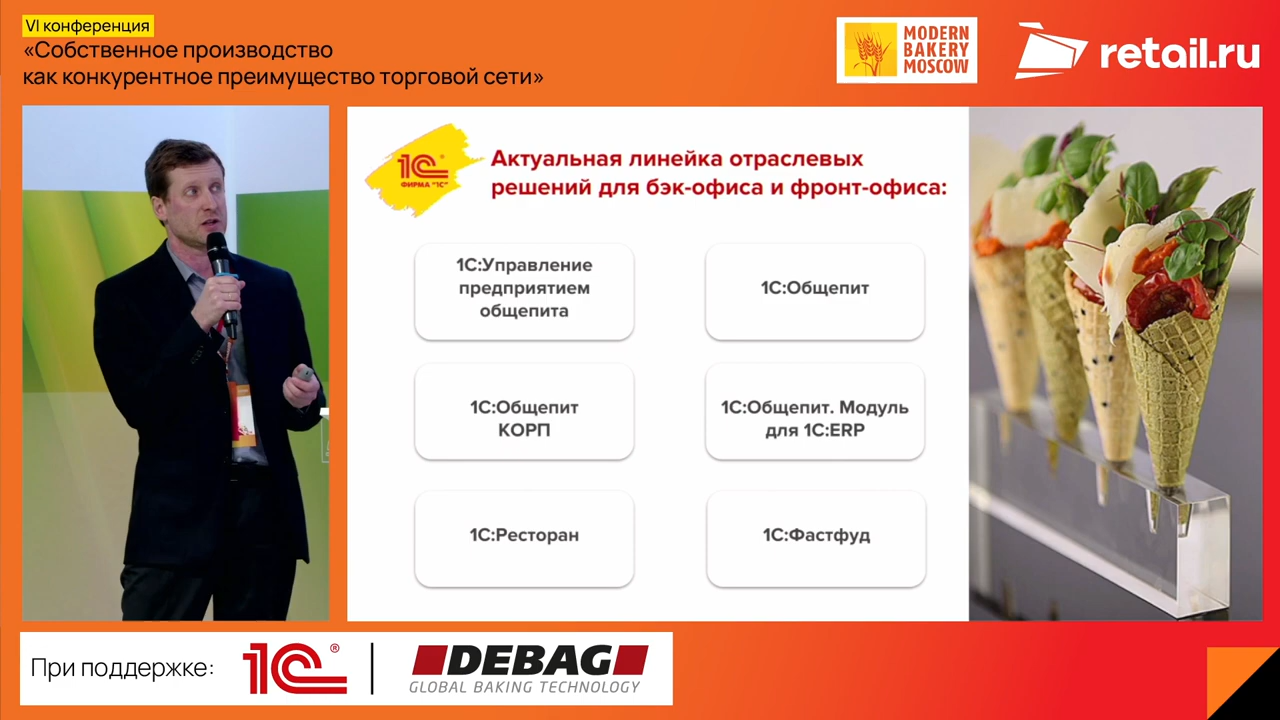 VI конференция
«Собственное производство
как конкурентное преимущество торговой сети»
MODERN
BAKERY
MOSCOW
retail.ru
1С
ФИРМА "1С"
Актуальная линейка отраслевых
решений для бэк-офиса и фронт-офиса:
1С:Управление
предприятием
общепита
1С:Общепит
1С:Общепит
КОРП
1С:Общепит. Модуль
для 1С:ERP
1С:Ресторан
1С:Фастфуд
При поддержке:
1С®
DEBAG
GLOBAL BAKING TECHNOLOGY